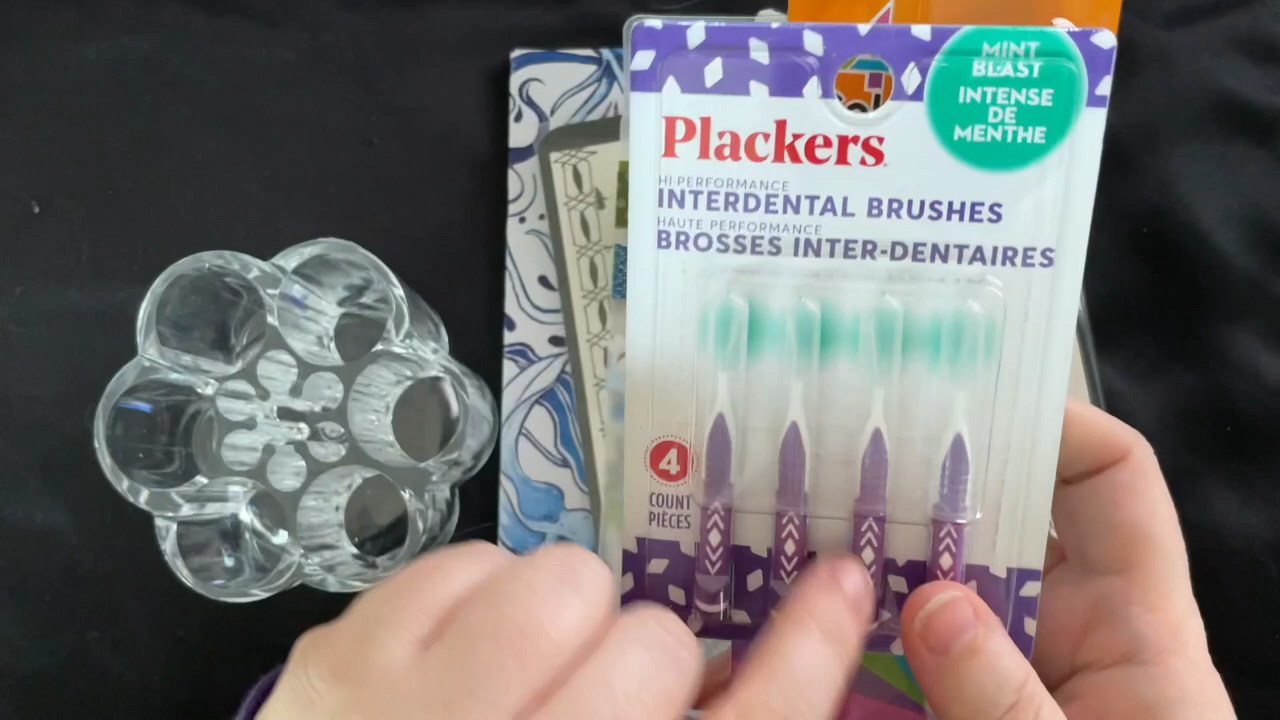 MINT
BLAST
INTENSE
DE
MENTHE
Plackers
HI-PERFORMANCE
INTERDENTAL BRUSHES
HAUTE PERFORMANCE
BROSSES INTER-DENTAIRES
4
COUNT
PIÈCES